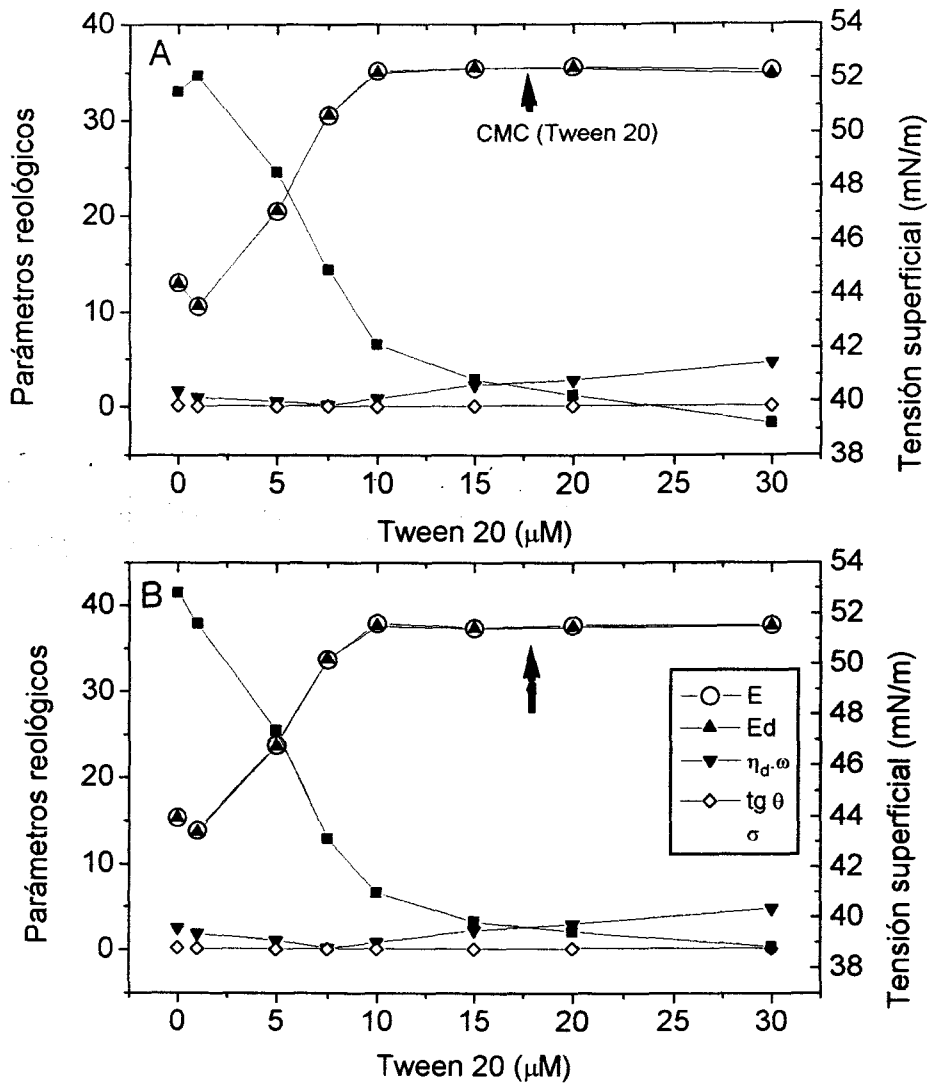 A
Parámetros reológicos
40
30
20
10
0
54
52
50
48
46
44
42
40
38
Tensión superficial (mN/m)
CMC (Tween 20)
0 5 10 15 20 25 30
Tween 20 (μM)
B
Parámetros reológicos
40
30
20
10
0
54
52
50
48
46
44
42
40
38
Tensión superficial (mN/m)
E
Ed
ηd·ω
tg θ
σ
0 5 10 15 20 25 30
Tween 20 (μM)